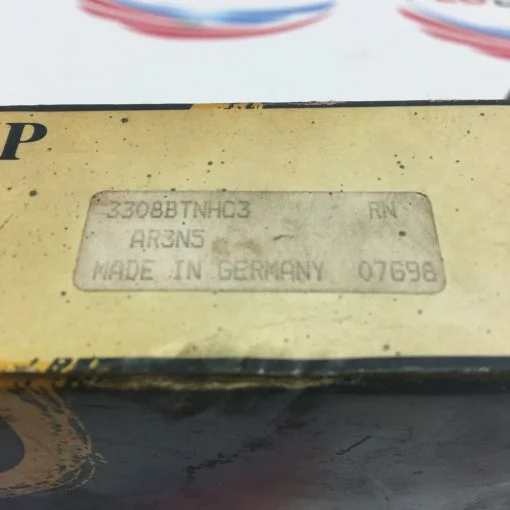 P
3308BTNHC3 RN
AR3N5
MADE IN GERMANY 07698